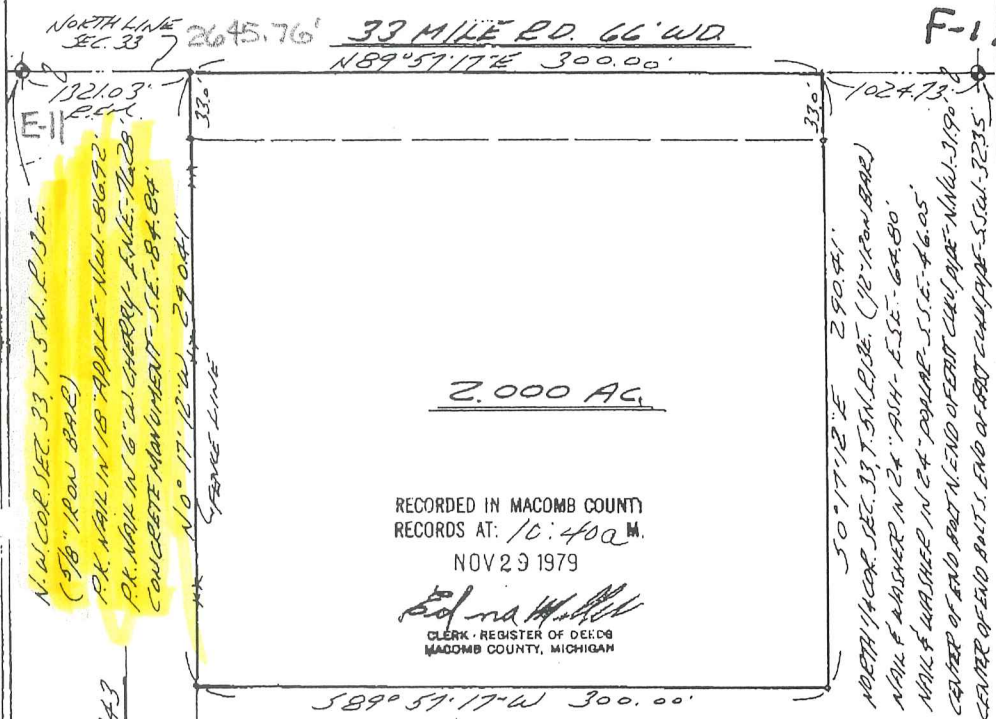 NORTH LINE
SEC. 33
2645.76'
33 MILE RD. 66' WD.
F-1
N89°57'17"E 300.00'
1321.03'
1024.73'
E-11
33.0'
33.0'
N.W. COR. SEC. 33 T.5N. R.13E.
(5/8" IRON BAR)
P.K. NAIL IN 18" APPLE - N.W. - 86.92'
P.K. NAIL IN 6" W. CHERRY - E.N.E. - 76.28'
CONCRETE MONUMENT - S.E. - 84.84'
N0°17'12"W 290.41'
FENCE LINE
2.000 AC.
RECORDED IN MACOMB COUNTY
RECORDS AT: 10:40a M.
NOV 29 1979
CLERK - REGISTER OF DEEDS
MACOMB COUNTY, MICHIGAN
S0°17'12"E 290.41'
NORTH 1/4 COR. SEC. 33, T.5N. R.13E. (1/2" IRON BAR)
NAIL & WASHER IN 24" ASH - E.S.E. - 64.80'
NAIL & WASHER IN 24" POPLAR - S.S.E. - 46.05'
CENTER OF END BOLT N. END OF EAST CULV. PIPE - N.N.W. - 31.90'
CENTER OF END BOLT S. END OF EAST CULV. PIPE - S.S.W. - 32.35'
S89°57'17"W 300.00'
43